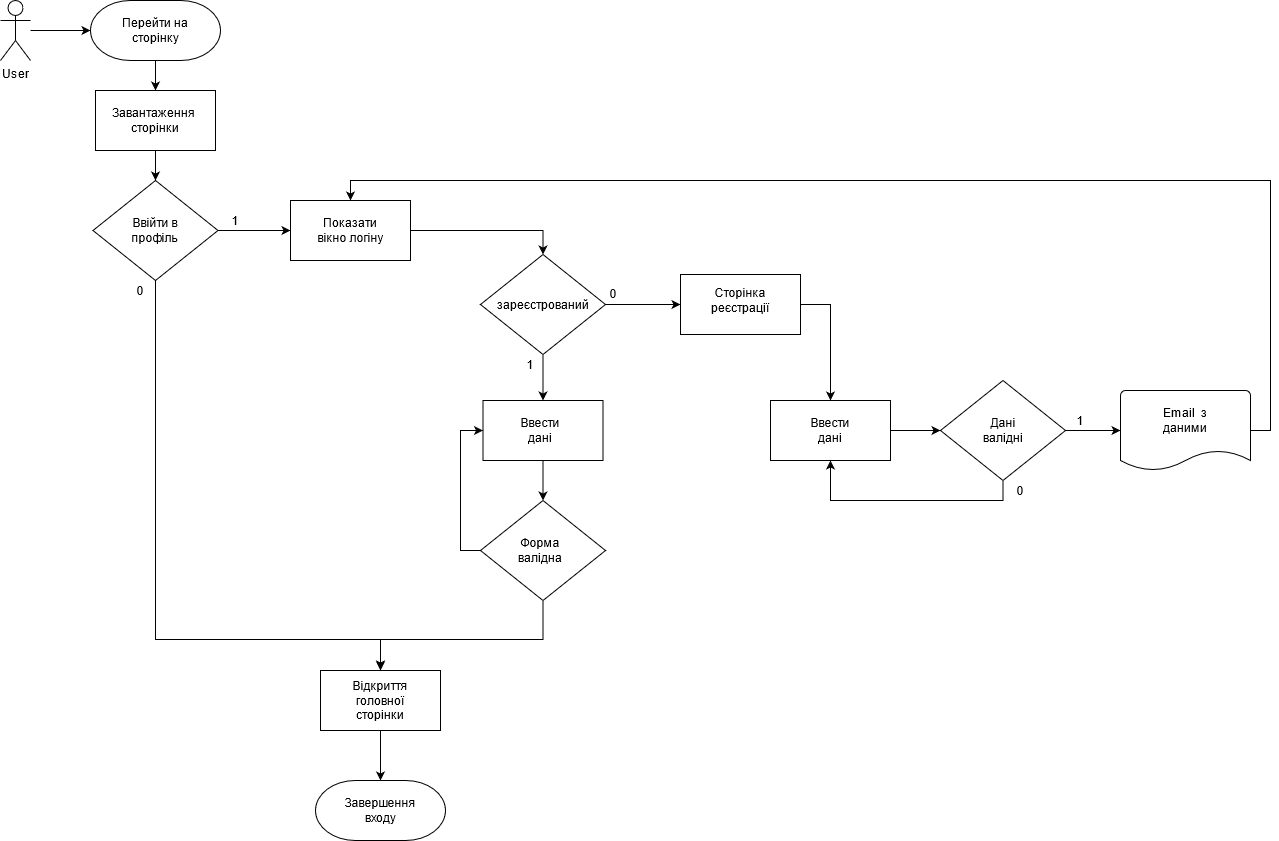 Перейти на
сторінку
User
Завантаження
сторінки
Ввійти в
профіль
1
0
Показати
вікно логіну
зареєстрований
0
1
Сторінка
реєстрації
Ввести
дані
Форма
валідна
Ввести
дані
Дані
валідні
1
0
Email з
даними
Відкриття
головної
сторінки
Завершення
входу